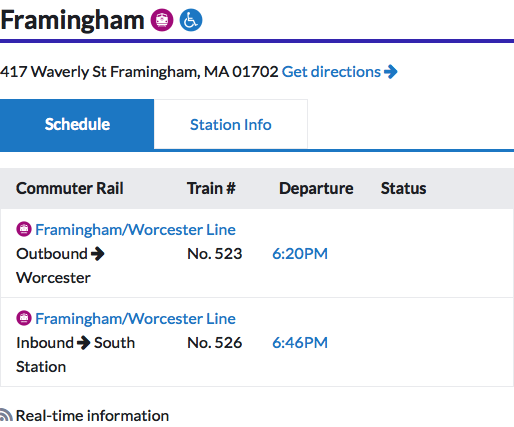 Framingham
417 Waverly St Framingham, MA 01702 Get directions
Schedule
Station Info
Commuter Rail Train # Departure Status
Framingham/Worcester Line
Outbound No. 523 6:20PM
Worcester
Framingham/Worcester Line
Inbound South No. 526 6:46PM
Station
Real-time information